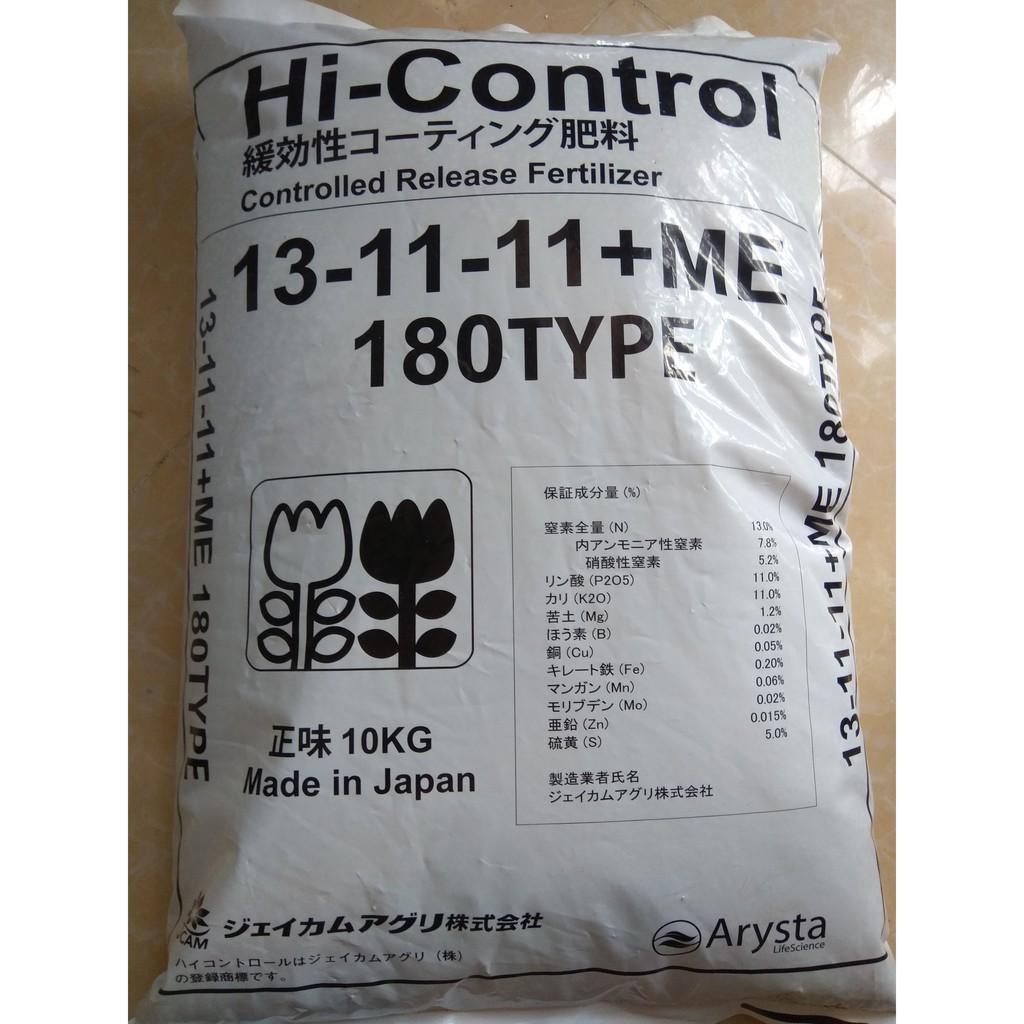 Hi-Control
緩効性コーティング肥料
Controlled Release Fertilizer
13-11-11+ME
180TYPE
13-11-11+ME 180TYPE
13-11-11+ME 180TYPE
保証成分量(%)
窒素全量(N) 13.0%
内アンモニア性窒素 7.8%
硝酸性窒素 5.2%
リン酸(P2O5) 11.0%
カリ(K2O) 11.0%
苦土(Mg) 1.2%
ほう素(B) 0.02%
銅(Cu) 0.05%
キレート鉄(Fe) 0.20%
マンガン(Mn) 0.06%
モリブデン(Mo) 0.02%
亜鉛(Zn) 0.015%
硫黄(S) 5.0%
製造業者氏名
ジェイカムアグリ株式会社
正味 10KG
Made in Japan
JCAM ジェイカムアグリ株式会社
ハイコントロールはジェイカムアグリ(株)
の登録商標です。
Arysta
LifeScience